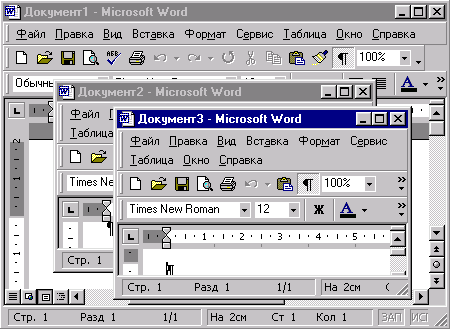 Документ1 - Microsoft Word
Файл Правка Вид Вставка Формат Сервис Таблица Окно Справка
100%
Обычный
Документ2 - Microsoft Word
Файл
Таблица
Times New
Стр. 1
Документ3 - Microsoft Word
Файл Правка Вид Вставка Формат Сервис
Таблица Окно Справка
100%
Times New Roman 12 Ж А
1 2 3 4 5
Стр. 1 Разд 1 1/1 На 2см
Стр. 1 Разд 1 1/1 На 2см Ст 1 Кол 1 ЗАП ИСП